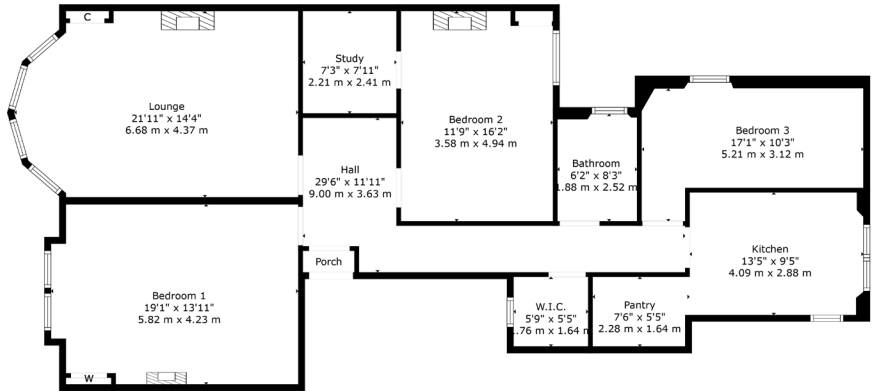 C
Lounge
21'11" x 14'4"
6.68 m x 4.37 m
Study
7'3" x 7'11"
2.21 m x 2.41 m
Bedroom 2
11'9" x 16'2"
3.58 m x 4.94 m
Hall
29'6" x 11'11"
9.00 m x 3.63 m
Bathroom
6'2" x 8'3"
1.88 m x 2.52 m
Bedroom 3
17'1" x 10'3"
5.21 m x 3.12 m
Kitchen
13'5" x 9'5"
4.09 m x 2.88 m
Porch
Bedroom 1
19'1" x 13'11"
5.82 m x 4.23 m
W
W.I.C.
5'9" x 5'5"
.76 m x 1.64 m
Pantry
7'6" x 5'5"
2.28 m x 1.64 m